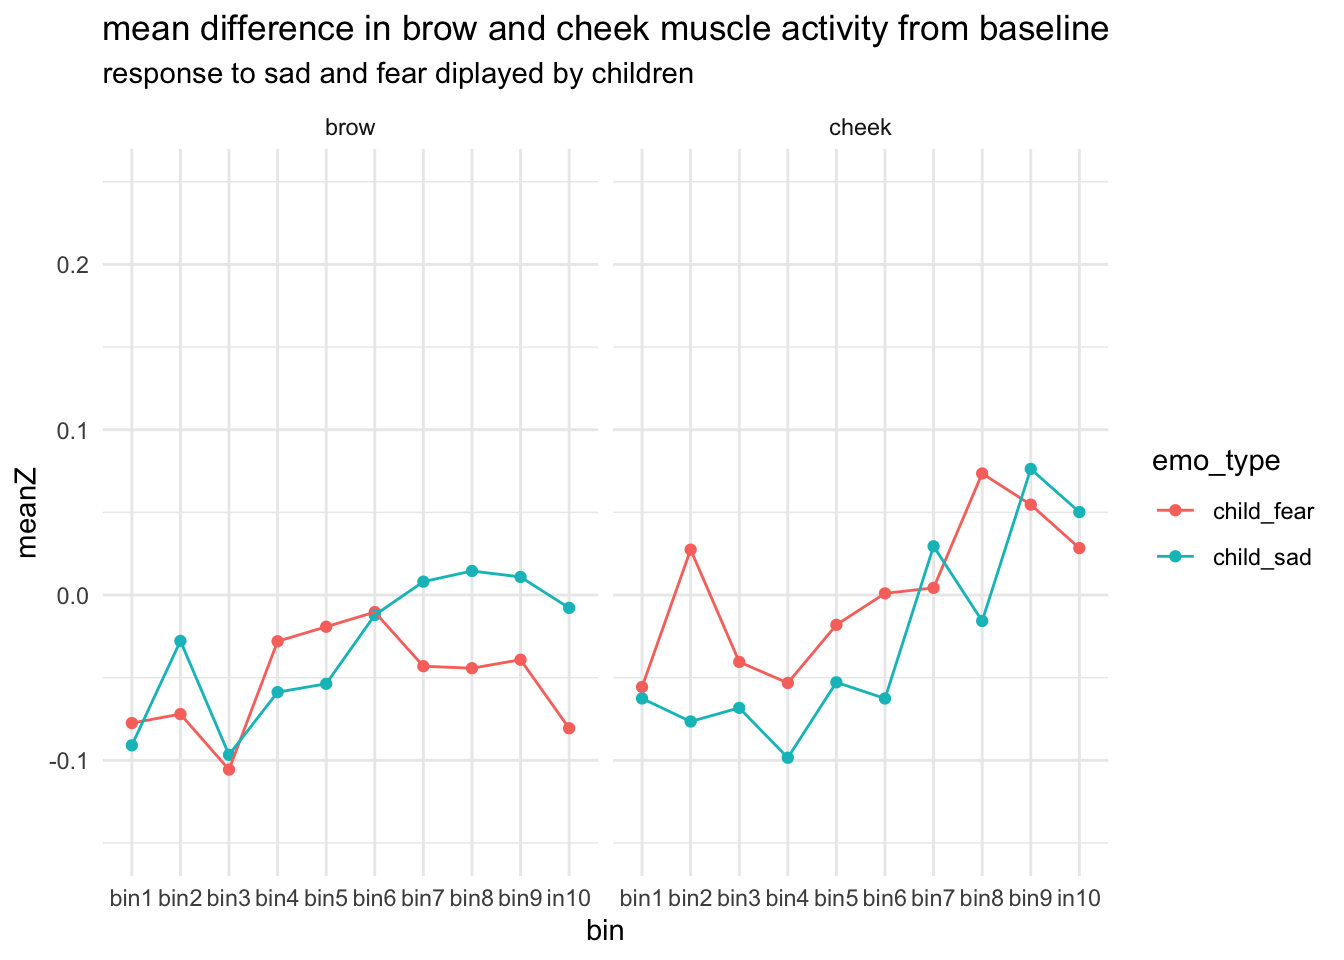 mean difference in brow and cheek muscle activity from baseline
response to sad and fear diplayed by children
brow
cheek
0.2
0.1
0.0
-0.1
meanZ
bin1 bin2 bin3 bin4 bin5 bin6 bin7 bin8 bin9 in10
bin1 bin2 bin3 bin4 bin5 bin6 bin7 bin8 bin9 in10
bin
emo_type
child_fear
child_sad